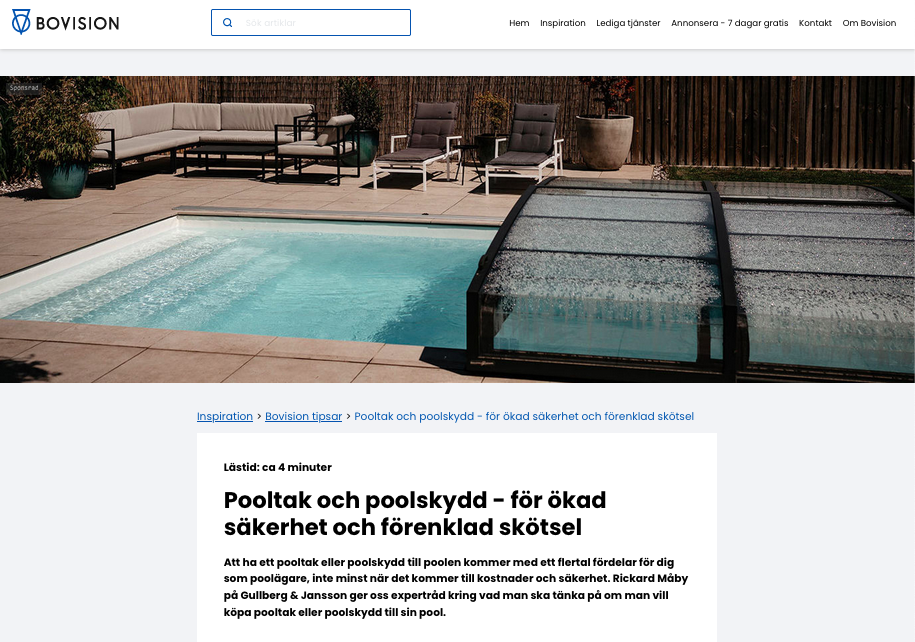 BOVISION
Sök artiklar
Hem Inspiration Lediga tjänster Annonsera - 7 dagar gratis Kontakt Om Bovision
Sponsrad
Inspiration > Bovision tipsar > Pooltak och poolskydd - för ökad säkerhet och förenklad skötsel
Lästid: ca 4 minuter
Pooltak och poolskydd - för ökad
säkerhet och förenklad skötsel
Att ha ett pooltak eller poolskydd till poolen kommer med ett flertal fördelar för dig
som poolägare, inte minst när det kommer till kostnader och säkerhet. Rickard Måby
på Gullberg & Jansson ger oss expertråd kring vad man ska tänka på om man vill
köpa pooltak eller poolskydd till sin pool.